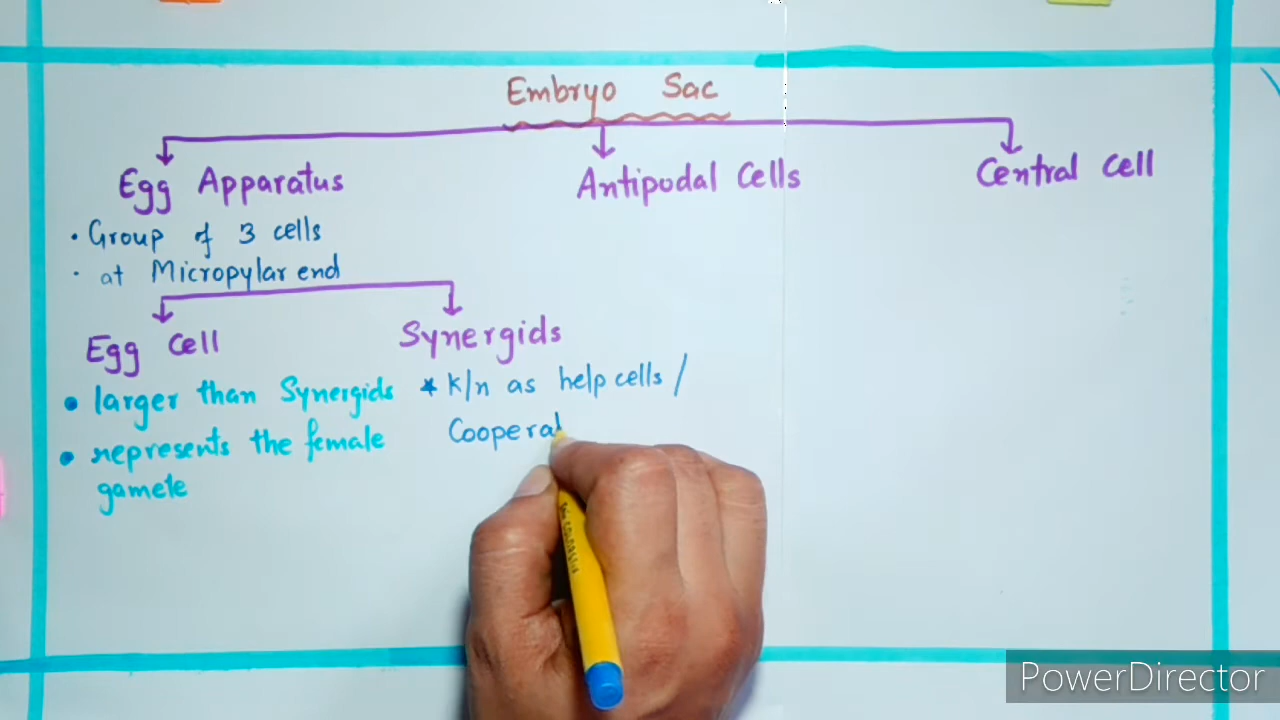 Embryo Sac
Egg Apparatus
Antipodal Cells
Central Cell
• Group of 3 cells
• at Micropylar end
Egg Cell
Synergids
• larger than Synergids
• represents the female
gamete
* K/n as help cells /
Coopera
PowerDirector